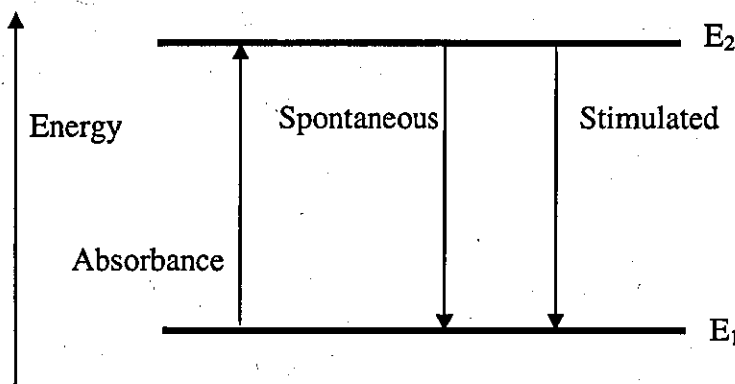 E₂
Energy
Spontaneous
Stimulated
Absorbance
E₁